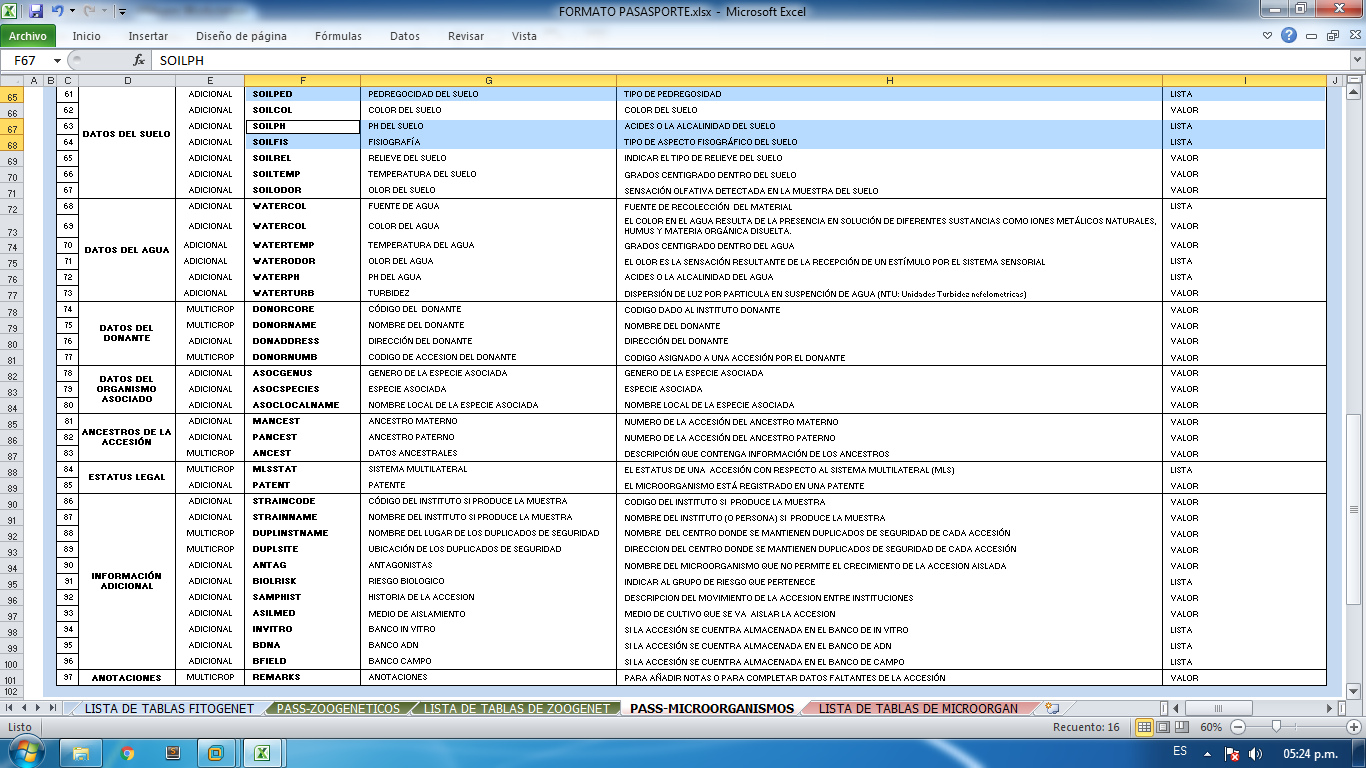 FORMATO PASASPORTE.xlsx - Microsoft Excel
Archivo Inicio Insertar Diseño de página Fórmulas Datos Revisar Vista
F67 fx SOILPH
A B C D E F G H I J
65 61 ADICIONAL SOILPED PEDREGOCIDAD DEL SUELO TIPO DE PEDREGOSIDAD LISTA
66 62 ADICIONAL SOILCOL COLOR DEL SUELO COLOR DEL SUELO VALOR
67 63 DATOS DEL SUELO ADICIONAL SOILPH PH DEL SUELO ACIDES O LA ALCALINIDAD DEL SUELO LISTA
68 64 ADICIONAL SOILFIS FISIOGRAFÍA TIPO DE ASPECTO FISOGRÁFICO DEL SUELO LISTA
69 65 ADICIONAL SOILREL RELIEVE DEL SUELO INDICAR EL TIPO DE RELIEVE DEL SUELO VALOR
70 66 ADICIONAL SOILTEMP TEMPERATURA DEL SUELO GRADOS CENTIGRADO DENTRO DEL SUELO VALOR
71 67 ADICIONAL SOILODOR OLOR DEL SUELO SENSACIÓN OLFATIVA DETECTADA EN LA MUESTRA DEL SUELO VALOR
72 68 ADICIONAL WATERCOL FUENTE DE AGUA FUENTE DE RECOLECCIÓN DEL MATERIAL LISTA
73 69 ADICIONAL WATERCOL COLOR DEL AGUA EL COLOR EN EL AGUA RESULTA DE LA PRESENCIA EN SOLUCIÓN DE DIFERENTES SUSTANCIAS COMO IONES METÁLICOS NATURALES, VALOR
HUMUS Y MATERIA ORGÁNICA DISUELTA.
74 70 DATOS DEL AGUA ADICIONAL WATERTEMP TEMPERATURA DEL AGUA GRADOS CENTIGRADO DENTRO DEL AGUA VALOR
75 71 ADICIONAL WATERODOR OLOR DEL AGUA EL OLOR ES LA SENSACIÓN RESULTANTE DE LA RECEPCIÓN DE UN ESTÍMULO POR EL SISTEMA SENSORIAL LISTA
76 72 ADICIONAL WATERPH PH DEL AGUA ACIDES O LA ALCALINIDAD DEL AGUA LISTA
77 73 ADICIONAL WATERTURB TURBIDEZ DISPERSIÓN DE LUZ POR PARTICULA EN SUSPENCIÓN DE AGUA (NTU: Unidades Turbidez nefelometricas) VALOR
78 74 MULTICROP DONORCORE CÓDIGO DEL DONANTE CODIGO DADO AL INSTITUTO DONANTE VALOR
79 75 DATOS DEL MULTICROP DONORNAME NOMBRE DEL DONANTE NOMBRE DEL DONANTE VALOR
80 76 DONANTE ADICIONAL DONADDRESS DIRECCIÓN DEL DONANTE DIRECCIÓN DEL DONANTE VALOR
81 77 MULTICROP DONORNUMB CODIGO DE ACCESION DEL DONANTE CODIGO ASIGNADO A UNA ACCESIÓN POR EL DONANTE VALOR
82 78 DATOS DEL ADICIONAL ASOCGENUS GENERO DE LA ESPECIE ASOCIADA GENERO DE LA ESPECIE ASOCIADA VALOR
83 79 ORGANISMO ADICIONAL ASOCSPECIES ESPECIE ASOCIADA ESPECIE ASOCIADA VALOR
84 80 ASOCIADO ADICIONAL ASOCLOCALNAME NOMBRE LOCAL DE LA ESPECIE ASOCIADA NOMBRE LOCAL DE LA ESPECIE ASOCIADA VALOR
85 81 ADICIONAL MANCEST ANCESTRO MATERNO NUMERO DE LA ACCESIÓN DEL ANCESTRO MATERNO VALOR
86 82 ANCESTROS DE LA ADICIONAL PANCEST ANCESTRO PATERNO NUMERO DE LA ACCESIÓN DEL ANCESTRO PATERNO VALOR
87 83 ACCESIÓN MULTICROP ANCEST DATOS ANCESTRALES DESCRIPCIÓN QUE CONTENGA INFORMACIÓN DE LOS ANCESTROS VALOR
88 84 ESTATUS LEGAL MULTICROP MLSSTAT SISTEMA MULTILATERAL EL ESTATUS DE UNA ACCESIÓN CON RESPECTO AL SISTEMA MULTILATERAL (MLS) LISTA
89 85 MULTICROP PATENT PATENTE EL MICROORGANISMO ESTÁ REGISTRADO EN UNA PATENTE VALOR
90 86 ADICIONAL STRAINCODE CÓDIGO DEL INSTITUTO SI PRODUCE LA MUESTRA CODIGO DEL INSTITUTO SI PRODUCE LA MUESTRA VALOR
91 87 ADICIONAL STRAINNAME NOMBRE DEL INSTITUTO SI PRODUCE LA MUESTRA NOMBRE DEL INSTITUTO (O PERSONA) SI PRODUCE LA MUESTRA VALOR
92 88 MULTICROP DUPLINSTNAME NOMBRE DEL LUGAR DE LOS DUPLICADOS DE SEGURIDAD NOMBRE DEL CENTRO DONDE SE MANTIENEN DUPLICADOS DE SEGURIDAD DE CADA ACCESIÓN VALOR
93 89 MULTICROP DUPLSITE UBICACIÓN DE LOS DUPLICADOS DE SEGURIDAD DIRECCION DEL CENTRO DONDE SE MANTIENEN DUPLICADOS DE SEGURIDAD DE CADA ACCESIÓN VALOR
94 90 ADICIONAL ANTAG ANTAGONISTAS NOMBRE DEL MICROORGANISMO QUE NO PERMITE EL CRECIMIENTO DE LA ACCESION AISLADA VALOR
95 91 INFORMACIÓN ADICIONAL BIOLRISK RIESGO BIOLOGICO INDICAR AL GRUPO DE RIESGO QUE PERTENECE LISTA
96 92 ADICIONAL ADICIONAL SAMPHIST HISTORIA DE LA ACCESION DESCRIPCION DEL MOVIMIENTO DE LA ACCESION ENTRE INSTITUCIONES VALOR
97 93 ADICIONAL ASILMED MEDIO DE AISLAMIENTO MEDIO DE CULTIVO QUE SE VA AISLAR LA ACCESION VALOR
98 94 ADICIONAL INVITRO BANCO IN VITRO SI LA ACCESIÓN SE CUENTRA ALMACENADA EN EL BANCO DE IN VITRO LISTA
99 95 ADICIONAL BDNA BANCO ADN SI LA ACCESIÓN SE CUENTRA ALMACENADA EN EL BANCO DE ADN LISTA
100 96 ADICIONAL BFIELD BANCO CAMPO SI LA ACCESIÓN SE CUENTRA ALMACENADA EN EL BANCO DE CAMPO LISTA
101 97 ANOTACIONES MULTICROP REMARKS ANOTACIONES PARA AÑADIR NOTAS O PARA COMPLETAR DATOS FALTANTES DE LA ACCESIÓN VALOR
102
LISTA DE TABLAS FITOGENET PASS-ZOOGENETICOS LISTA DE TABLAS DE ZOOGENET PASS-MICROORGANISMOS LISTA DE TABLAS DE MICROORGAN
Listo Recuento: 16 60%
ES 05:24 p.m.